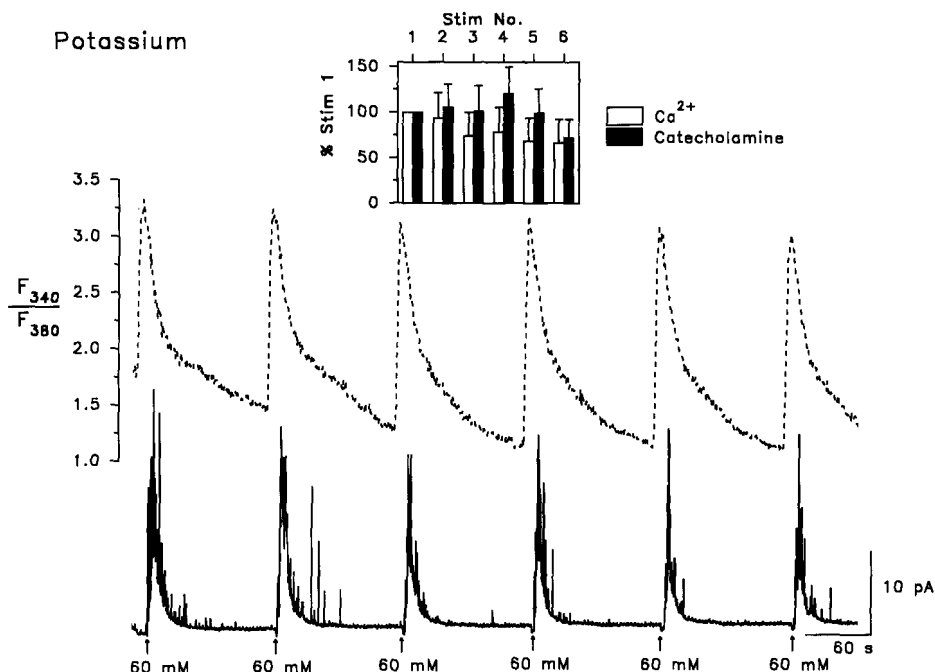 Stim No.
Potassium
1 2 3 4 5 6
150
100
50
0
% Stim 1
Ca2+
Catecholamine
3.5
3.0
2.5
2.0
1.5
1.0
F340
F380
10 pA
60 s
60 mM 60 mM 60 mM 60 mM 60 mM 60 mM